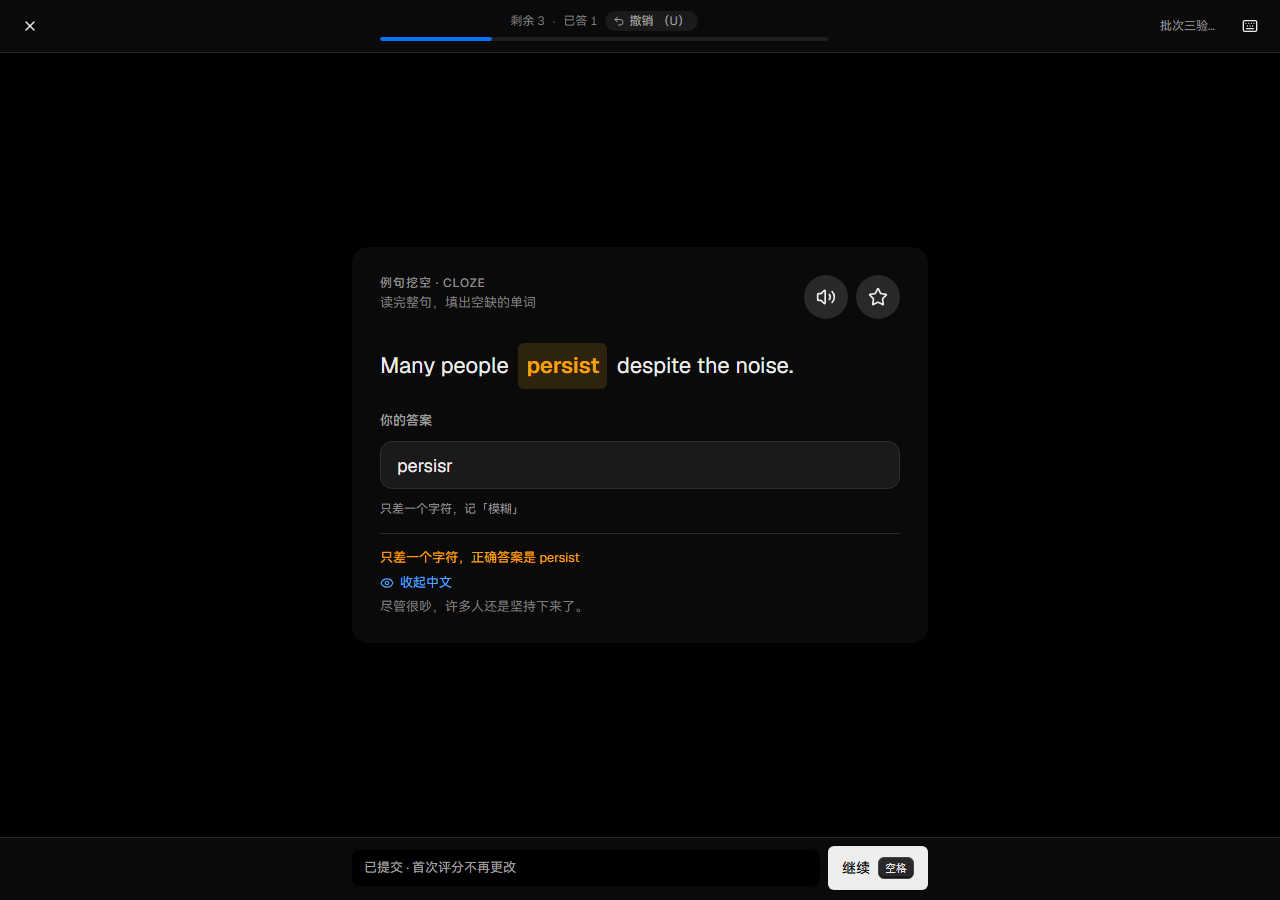 剩余 3 · 已答 1 撤销 （U）
批次三验…
例句挖空 · CLOZE
读完整句，填出空缺的单词
Many people persist despite the noise.
你的答案
persisr
只差一个字符，记「模糊」
只差一个字符，正确答案是 persist
收起中文
尽管很吵，许多人还是坚持下来了。
已提交 · 首次评分不再更改
继续 空格